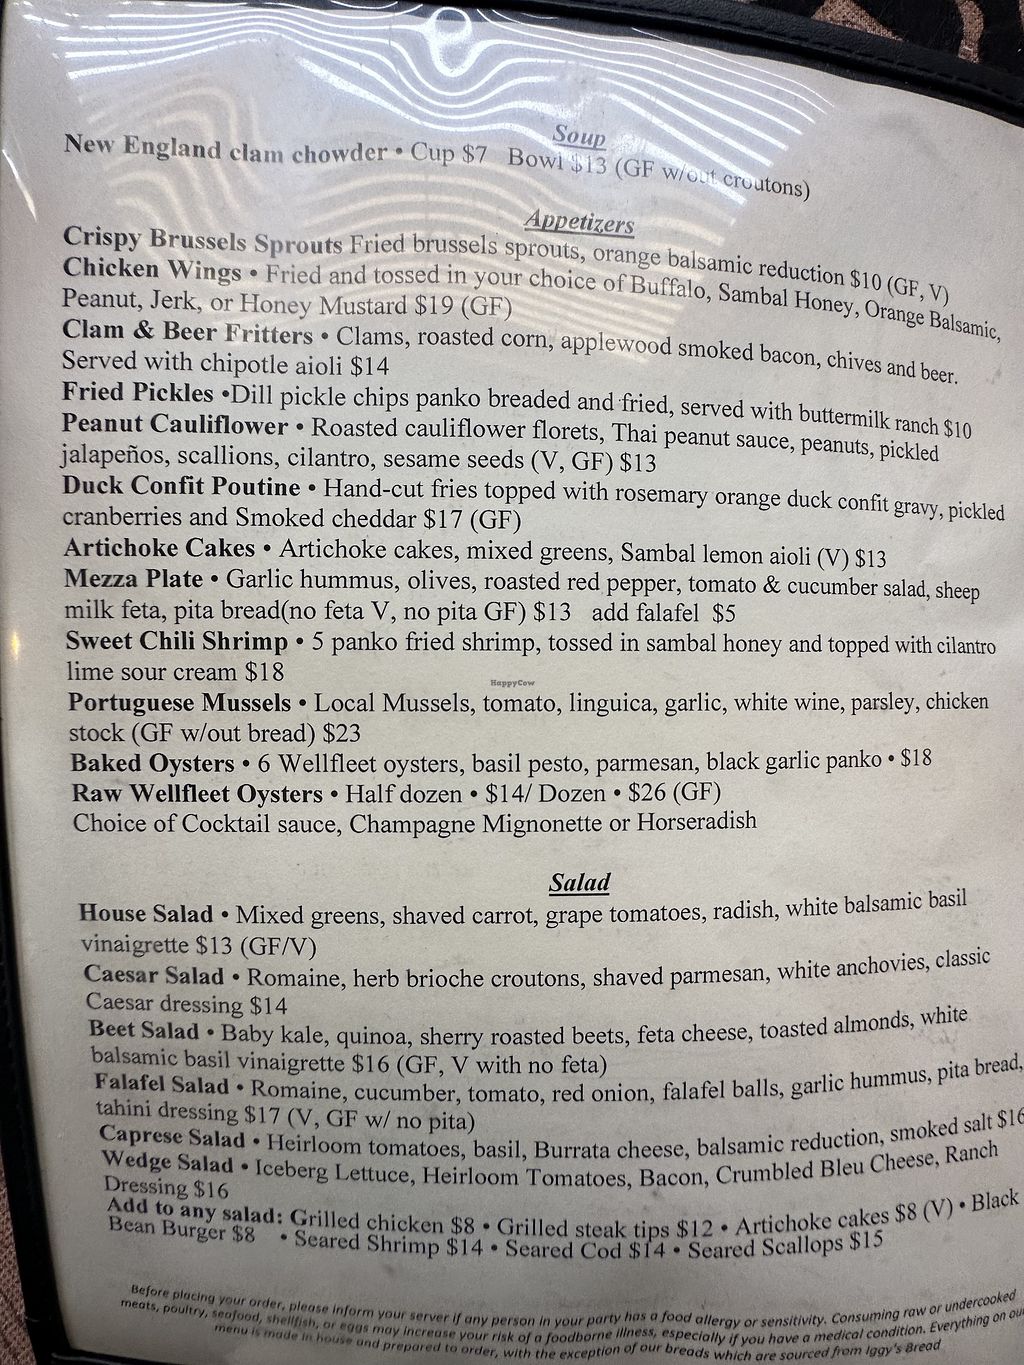 Soup
New England clam chowder • Cup $7 Bowl $13 (GF w/out croutons)
Appetizers
Crispy Brussels Sprouts Fried brussels sprouts, orange balsamic reduction $10 (GF, V)
Chicken Wings • Fried and tossed in your choice of Buffalo, Sambal Honey, Orange Balsamic,
Peanut, Jerk, or Honey Mustard $19 (GF)
Clam & Beer Fritters • Clams, roasted corn, applewood smoked bacon, chives and beer.
Served with chipotle aioli $14
Fried Pickles •Dill pickle chips panko breaded and fried, served with buttermilk ranch $10
Peanut Cauliflower • Roasted cauliflower florets, Thai peanut sauce, peanuts, pickled
jalapeños, scallions, cilantro, sesame seeds (V, GF) $13
Duck Confit Poutine • Hand-cut fries topped with rosemary orange duck confit gravy, pickled
cranberries and Smoked cheddar $17 (GF)
Artichoke Cakes • Artichoke cakes, mixed greens, Sambal lemon aioli (V) $13
Mezza Plate • Garlic hummus, olives, roasted red pepper, tomato & cucumber salad, sheep
milk feta, pita bread(no feta V, no pita GF) $13 add falafel $5
Sweet Chili Shrimp • 5 panko fried shrimp, tossed in sambal honey and topped with cilantro
lime sour cream $18
HappyCow
Portuguese Mussels • Local Mussels, tomato, linguica, garlic, white wine, parsley, chicken
stock (GF w/out bread) $23
Baked Oysters • 6 Wellfleet oysters, basil pesto, parmesan, black garlic panko • $18
Raw Wellfleet Oysters • Half dozen • $14/ Dozen • $26 (GF)
Choice of Cocktail sauce, Champagne Mignonette or Horseradish
Salad
House Salad • Mixed greens, shaved carrot, grape tomatoes, radish, white balsamic basil
vinaigrette $13 (GF/V)
Caesar Salad • Romaine, herb brioche croutons, shaved parmesan, white anchovies, classic
Caesar dressing $14
Beet Salad • Baby kale, quinoa, sherry roasted beets, feta cheese, toasted almonds, white
balsamic basil vinaigrette $16 (GF, V with no feta)
Falafel Salad • Romaine, cucumber, tomato, red onion, falafel balls, garlic hummus, pita bread,
tahini dressing $17 (V, GF w/ no pita)
Caprese Salad • Heirloom tomatoes, basil, Burrata cheese, balsamic reduction, smoked salt $16
Wedge Salad • Iceberg Lettuce, Heirloom Tomatoes, Bacon, Crumbled Bleu Cheese, Ranch
Dressing $16
Add to any salad: Grilled chicken $8 • Grilled steak tips $12 • Artichoke cakes $8 (V) • Black
Bean Burger $8 • Seared Shrimp $14 • Seared Cod $14 • Seared Scallops $15
Before placing your order, please inform your server if any person in your party has a food allergy or sensitivity. Consuming raw or undercooked
meats, poultry, seafood, shellfish, or eggs may increase your risk of a foodborne illness, especially if you have a medical condition. Everything on our
menu is made in house and prepared to order, with the exception of our breads which are sourced from Iggy's Bread